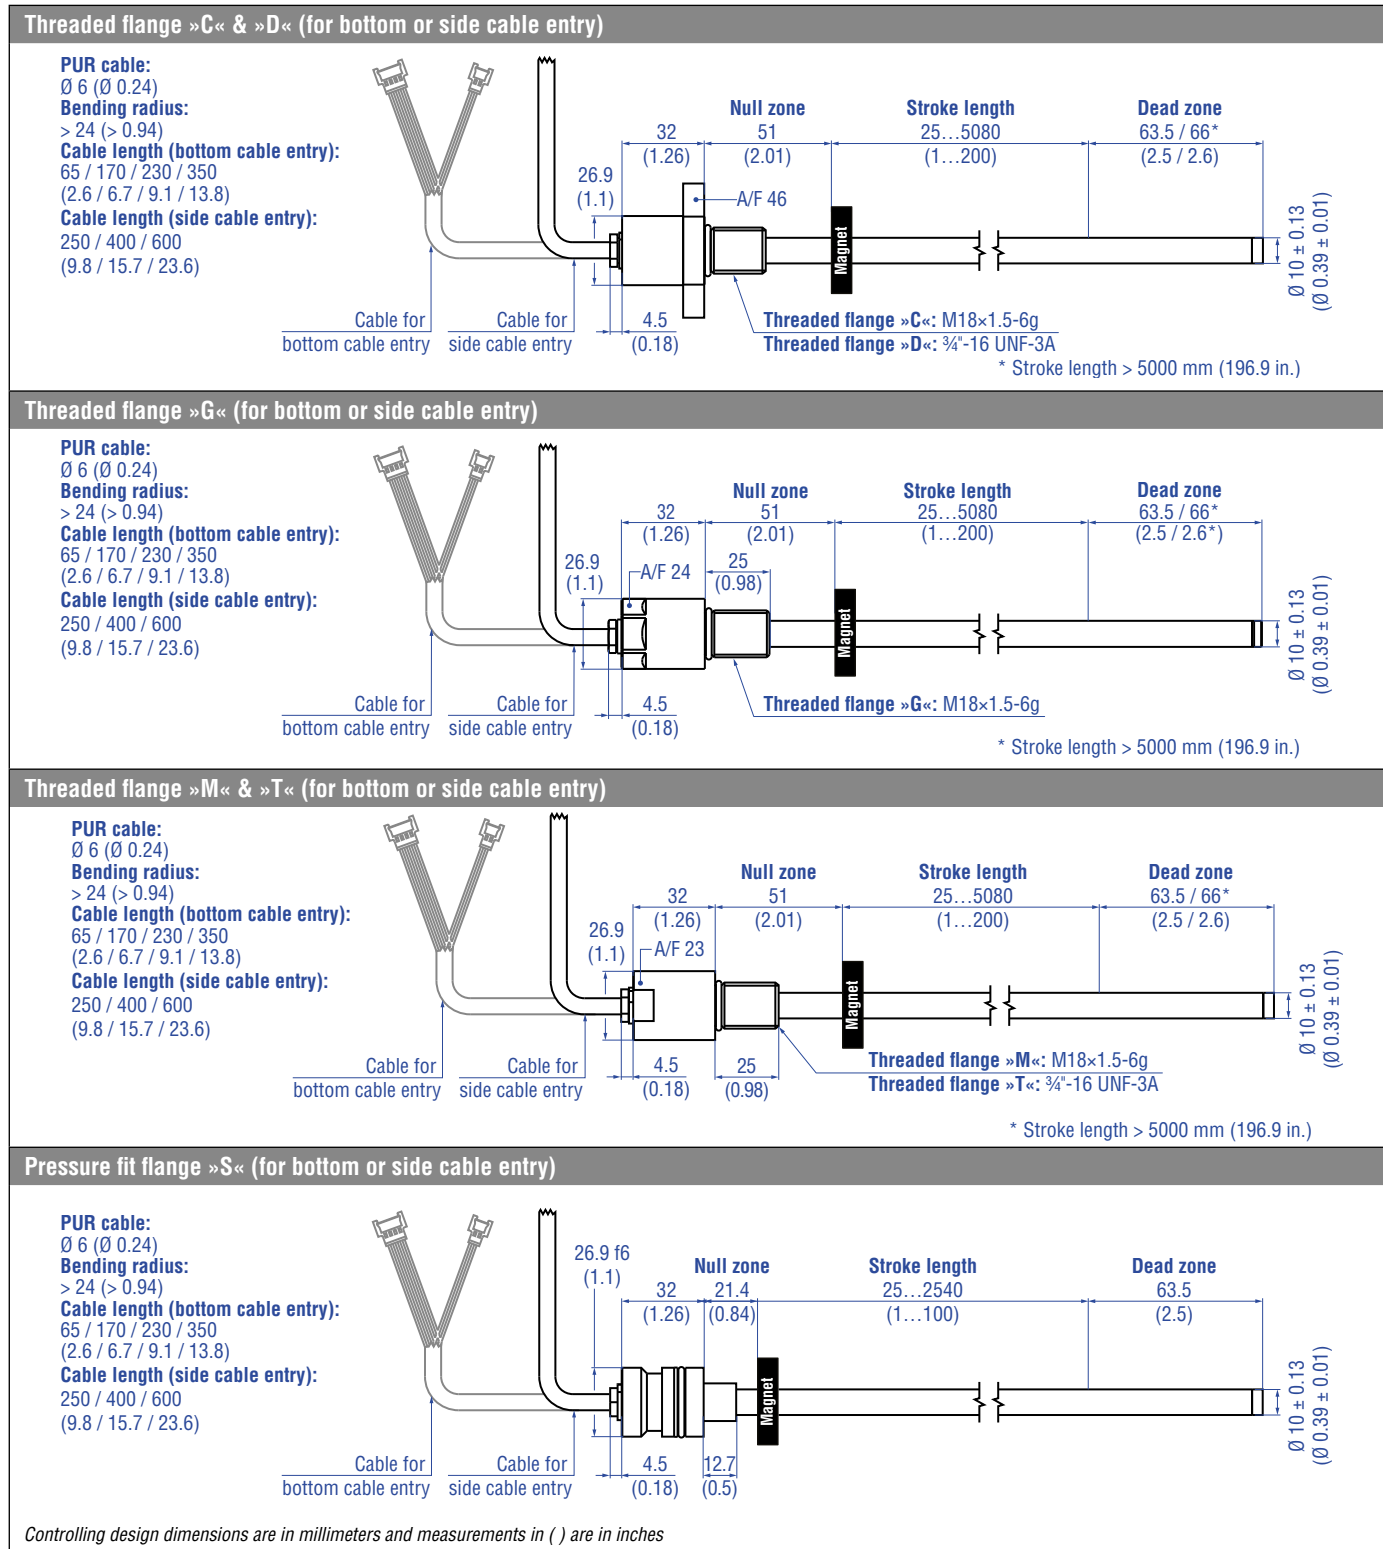 Threaded flange »C« & »D« (for bottom or side cable entry)
PUR cable:
Ø 6 (Ø 0.24)
Bending radius:
> 24 (> 0.94)
Cable length (bottom cable entry):
65 / 170 / 230 / 350
(2.6 / 6.7 / 9.1 / 13.8)
Cable length (side cable entry):
250 / 400 / 600
(9.8 / 15.7 / 23.6)
Null zone
Stroke length
Dead zone
32
51
25…5080
63.5 / 66*
(1.26)
(2.01)
(1…200)
(2.5 / 2.6)
26.9
(1.1)
A/F 46
Magnet
Ø 10 ± 0.13
(Ø 0.39 ± 0.01)
Cable for
bottom cable entry
Cable for
side cable entry
4.5
(0.18)
Threaded flange »C«: M18×1.5-6g
Threaded flange »D«: ¾"-16 UNF-3A
* Stroke length > 5000 mm (196.9 in.)
Threaded flange »G« (for bottom or side cable entry)
PUR cable:
Ø 6 (Ø 0.24)
Bending radius:
> 24 (> 0.94)
Cable length (bottom cable entry):
65 / 170 / 230 / 350
(2.6 / 6.7 / 9.1 / 13.8)
Cable length (side cable entry):
250 / 400 / 600
(9.8 / 15.7 / 23.6)
Null zone
Stroke length
Dead zone
32
51
25…5080
63.5 / 66*
(1.26)
(2.01)
(1…200)
(2.5 / 2.6*)
26.9
(1.1)
A/F 24
25
(0.98)
Magnet
Ø 10 ± 0.13
(Ø 0.39 ± 0.01)
Cable for
bottom cable entry
Cable for
side cable entry
4.5
(0.18)
Threaded flange »G«: M18×1.5-6g
* Stroke length > 5000 mm (196.9 in.)
Threaded flange »M« & »T« (for bottom or side cable entry)
PUR cable:
Ø 6 (Ø 0.24)
Bending radius:
> 24 (> 0.94)
Cable length (bottom cable entry):
65 / 170 / 230 / 350
(2.6 / 6.7 / 9.1 / 13.8)
Cable length (side cable entry):
250 / 400 / 600
(9.8 / 15.7 / 23.6)
Null zone
Stroke length
Dead zone
32
51
25…5080
63.5 / 66*
(1.26)
(2.01)
(1…200)
(2.5 / 2.6)
26.9
(1.1)
A/F 23
Magnet
Ø 10 ± 0.13
(Ø 0.39 ± 0.01)
Cable for
bottom cable entry
Cable for
side cable entry
4.5
(0.18)
25
(0.98)
Threaded flange »M«: M18×1.5-6g
Threaded flange »T«: ¾"-16 UNF-3A
* Stroke length > 5000 mm (196.9 in.)
Pressure fit flange »S« (for bottom or side cable entry)
PUR cable:
Ø 6 (Ø 0.24)
Bending radius:
> 24 (> 0.94)
Cable length (bottom cable entry):
65 / 170 / 230 / 350
(2.6 / 6.7 / 9.1 / 13.8)
Cable length (side cable entry):
250 / 400 / 600
(9.8 / 15.7 / 23.6)
26.9 f6
(1.1)
Null zone
Stroke length
Dead zone
32
21.4
25…2540
63.5
(1.26)
(0.84)
(1…100)
(2.5)
Magnet
Ø 10 ± 0.13
(Ø 0.39 ± 0.01)
Cable for
bottom cable entry
Cable for
side cable entry
4.5
(0.18)
12.7
(0.5)
Controlling design dimensions are in millimeters and measurements in ( ) are in inches